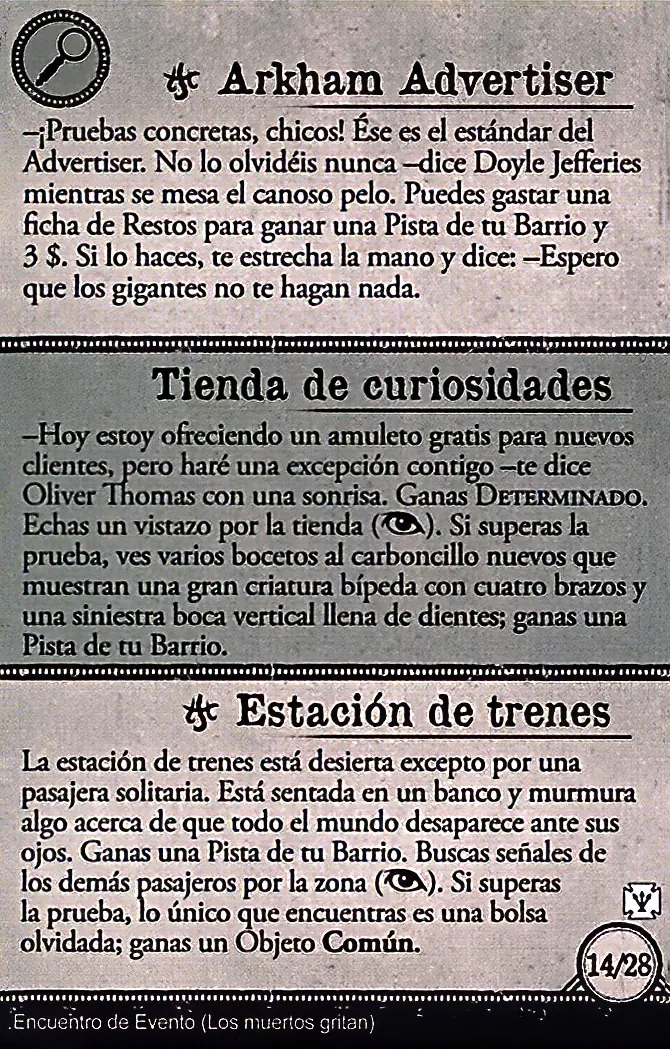 Arkham Advertiser
–¡Pruebas concretas, chicos! Ése es el estándar del
Advertiser. No lo olvidéis nunca –dice Doyle Jefferies
mientras se mesa el canoso pelo. Puedes gastar una
ficha de Restos para ganar una Pista de tu Barrio y
3 $. Si lo haces, te estrecha la mano y dice: –Espero
que los gigantes no te hagan nada.
Tienda de curiosidades
–Hoy estoy ofreciendo un amuleto gratis para nuevos
clientes, pero haré una excepción contigo –te dice
Oliver Thomas con una sonrisa. Ganas DETERMINADO.
Echas un vistazo por la tienda (). Si superas la
prueba, ves varios bocetos al carboncillo nuevos que
muestran una gran criatura bípeda con cuatro brazos y
una siniestra boca vertical llena de dientes; ganas una
Pista de tu Barrio.
Estación de trenes
La estación de trenes está desierta excepto por una
pasajera solitaria. Está sentada en un banco y murmura
algo acerca de que todo el mundo desaparece ante sus
ojos. Ganas una Pista de tu Barrio. Buscas señales de
los demás pasajeros por la zona (). Si superas
la prueba, lo único que encuentras es una bolsa
olvidada; ganas un Objeto Común.
14/28
.Encuentro de Evento (Los muertos gritan)